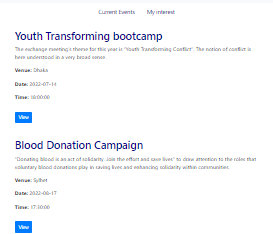 Current Events My interest
Youth Transforming bootcamp
The exchange meeting's theme for this year is "Youth Transforming Conflict". The notion of conflict is
here understood in a very broad sense.
Venue: Dhaka
Date: 2022-07-14
Time: 10:00:00
View
Blood Donation Campaign
"Donating blood is an act of solidarity. Join the effort and save lives" to draw attention to the roles that
voluntary blood donations play in saving lives and enhancing solidarity within communities.
Venue: Sylhet
Date: 2022-06-17
Time: 17:30:00
View